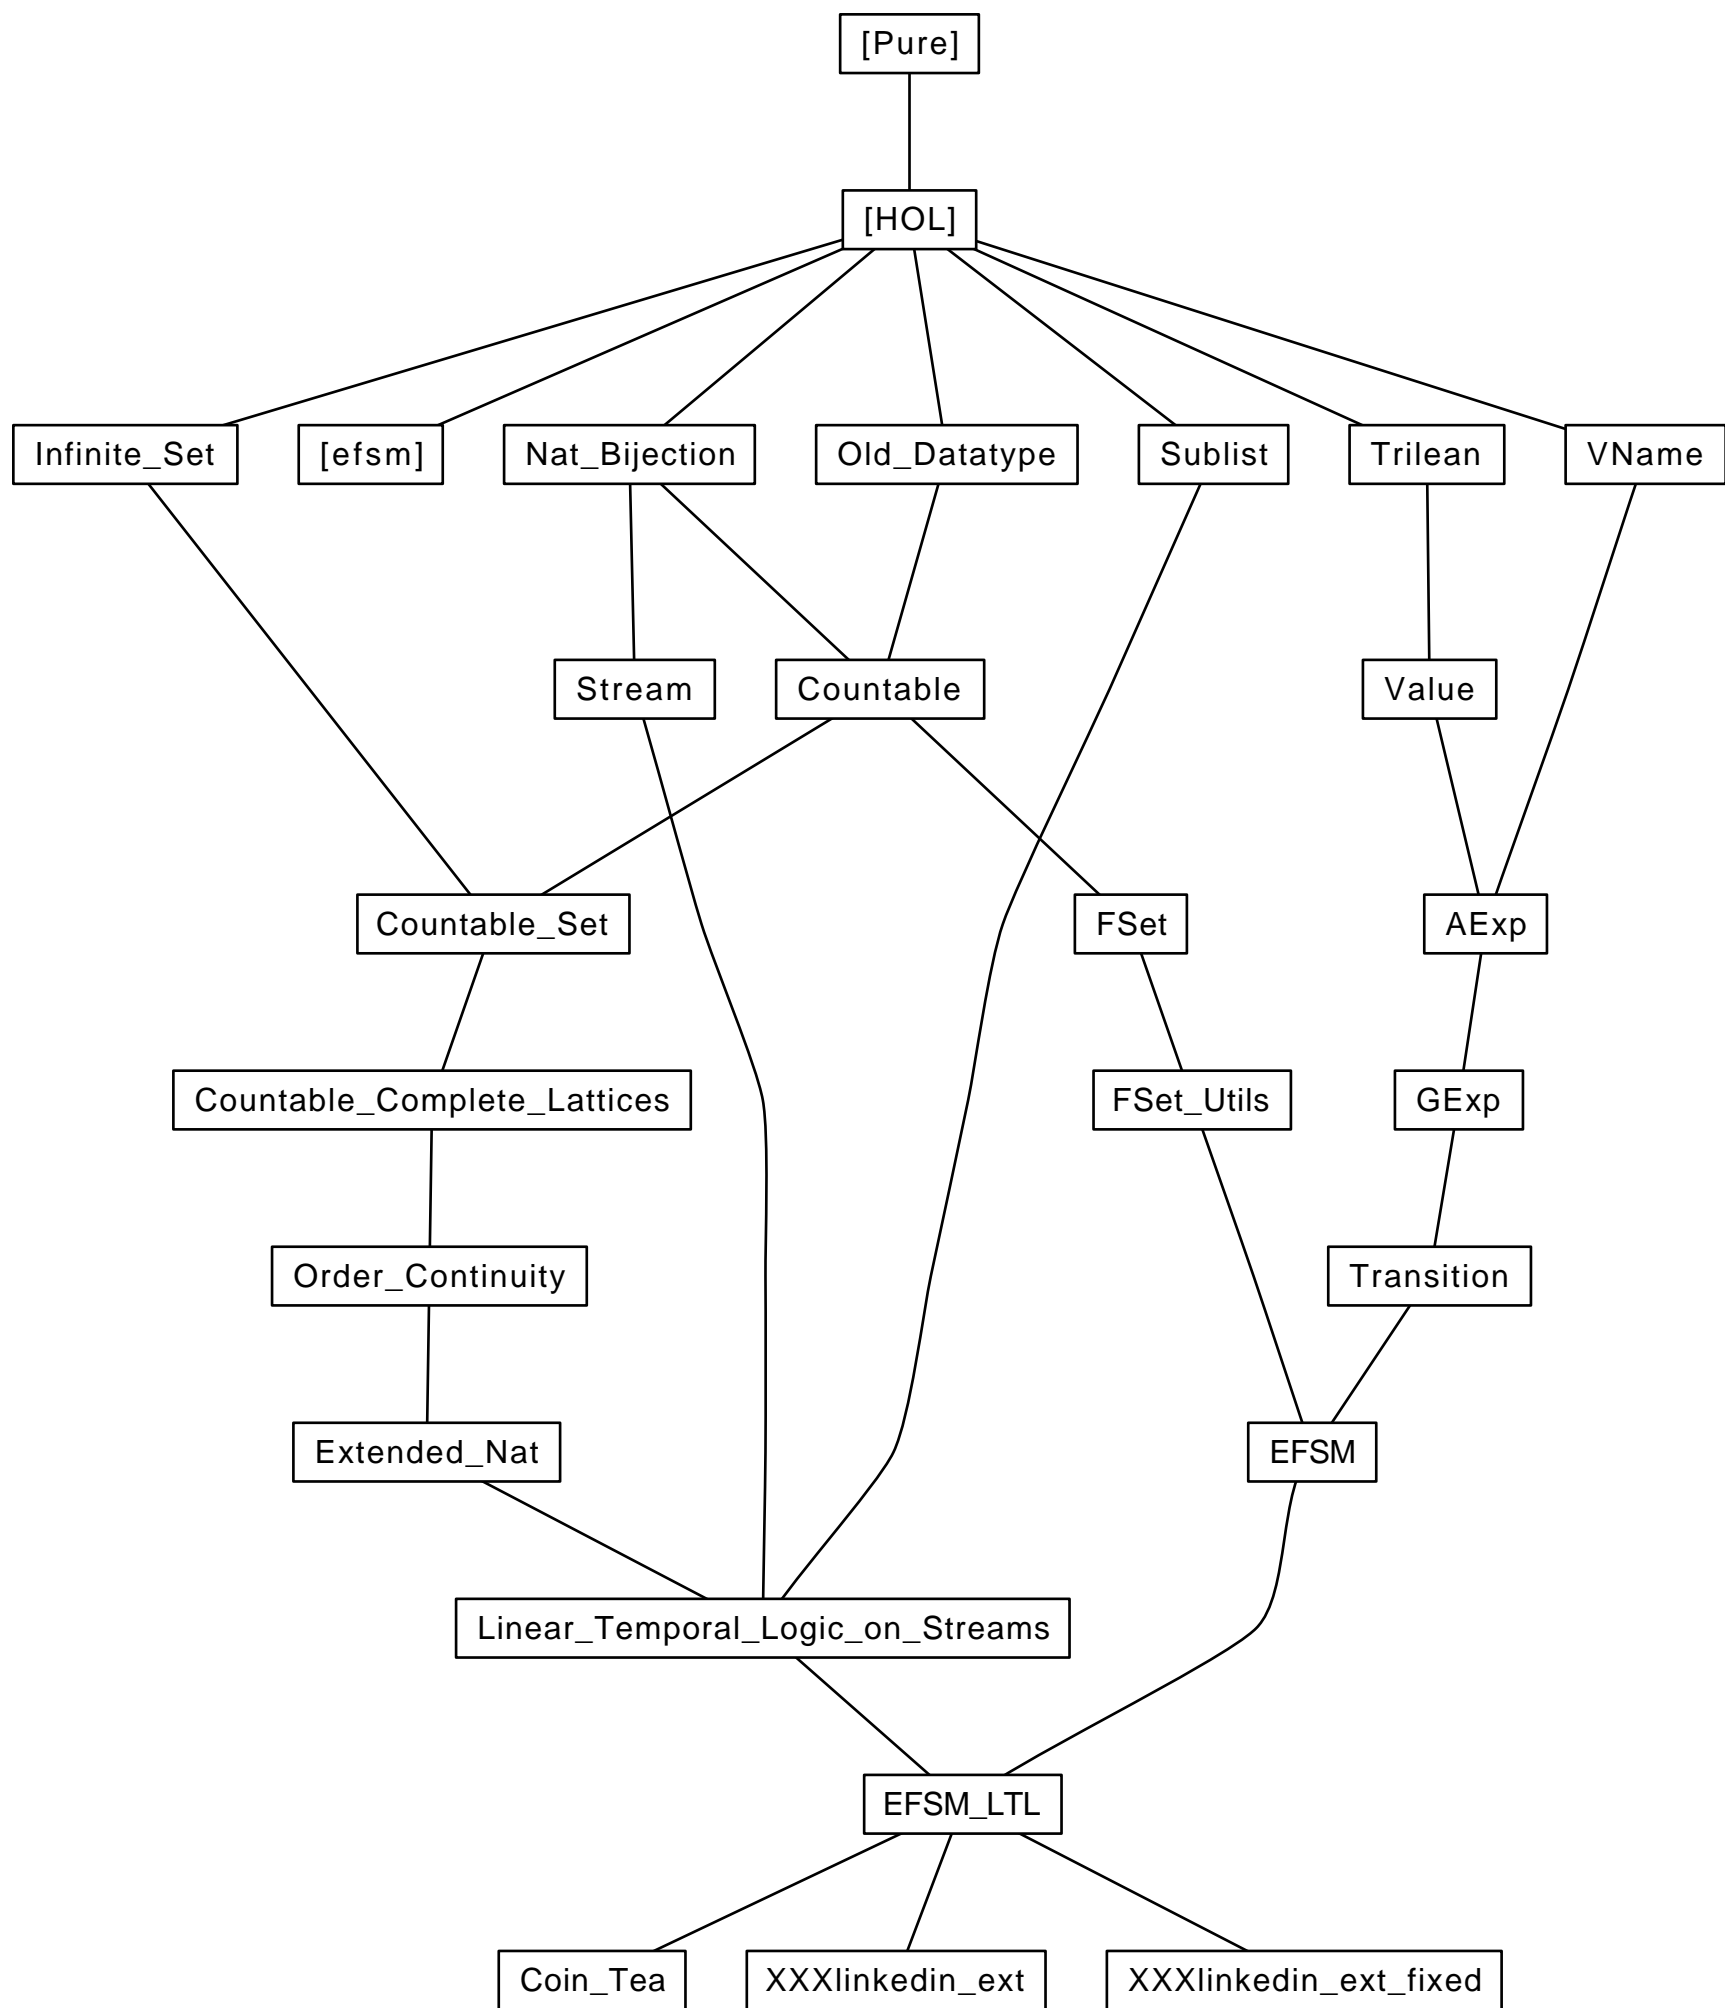 [Pure]
[HOL]
Infinite_Set
[efsm]
Nat_Bijection
Old_Datatype
Sublist
Trilean
VName
Stream
Countable
Value
Countable_Set
FSet
AExp
Countable_Complete_Lattices
FSet_Utils
GExp
Order_Continuity
Transition
Extended_Nat
EFSM
Linear_Temporal_Logic_on_Streams
EFSM_LTL
Coin_Tea
XXXlinkedin_ext
XXXlinkedin_ext_fixed